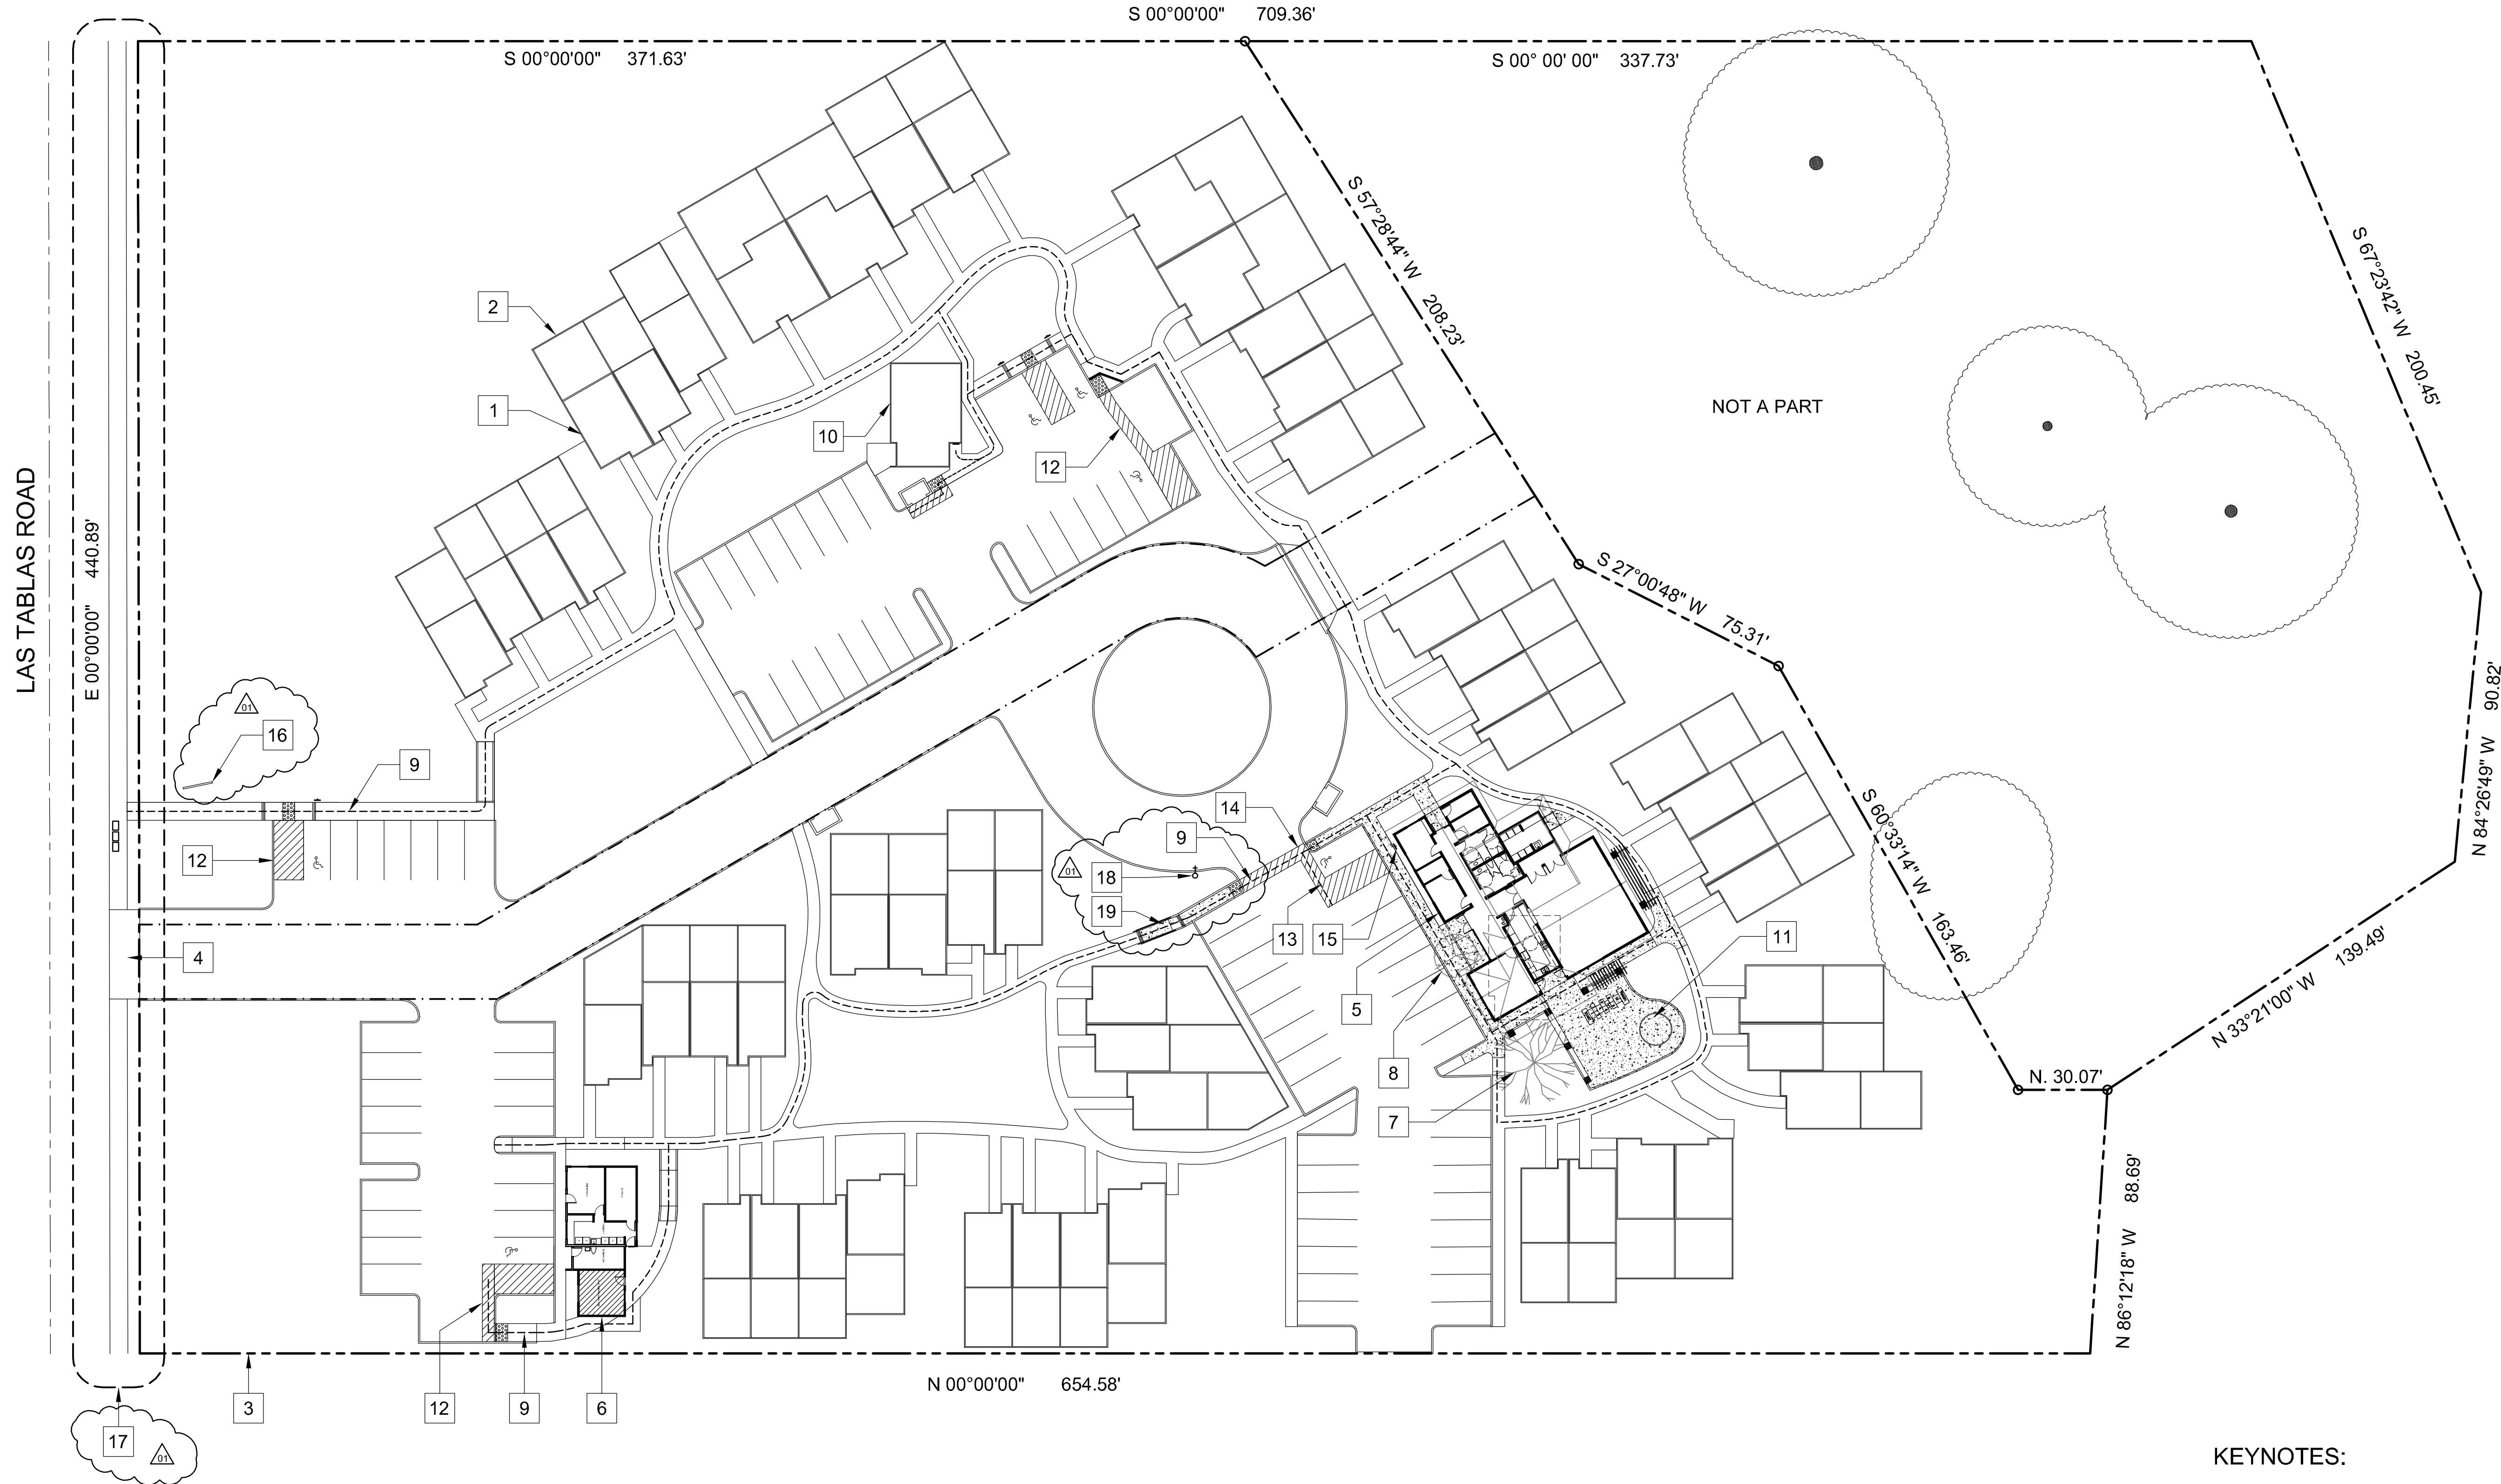 S 00°00'00" 709.36'
S 00°00'00" 371.63'
S 00° 00' 00" 337.73'
S 57°28'44" W 208.23'
S 67°23'42" W 200.45'
2
1
10
12
NOT A PART
LAS TABLAS ROAD
E 00°00'00" 440.89'
S 27°00'48" W 75.31'
N 84°26'49" W 90.82'
01
16
9
14
9
01
18
19
12
13
15
S 60°33'14" W 163.46'
11
4
5
N 33°21'00" W 139.49'
8
7
N. 30.07'
N 86°12'18" W 88.69'
N 00°00'00" 654.58'
3
12
9
6
17
01
KEYNOTES: